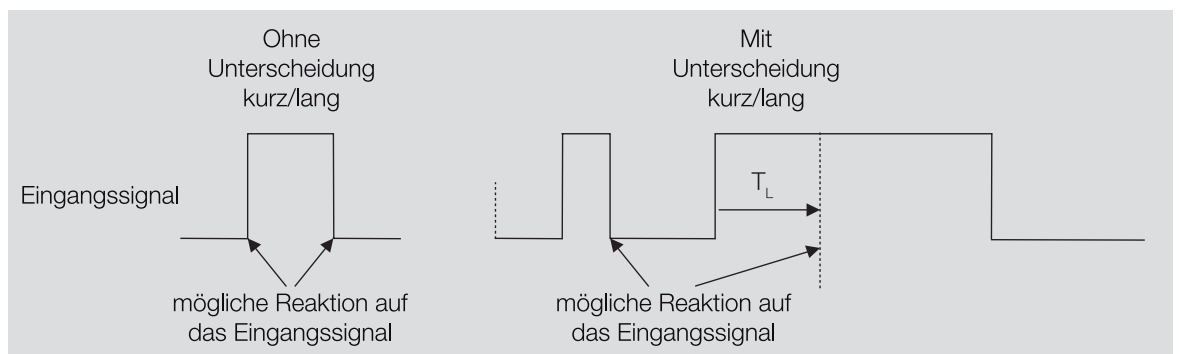 Ohne
Unterscheidung
kurz/lang
Mit
Unterscheidung
kurz/lang
Eingangssignal
T_L
mögliche Reaktion auf
das Eingangssignal
mögliche Reaktion auf
das Eingangssignal